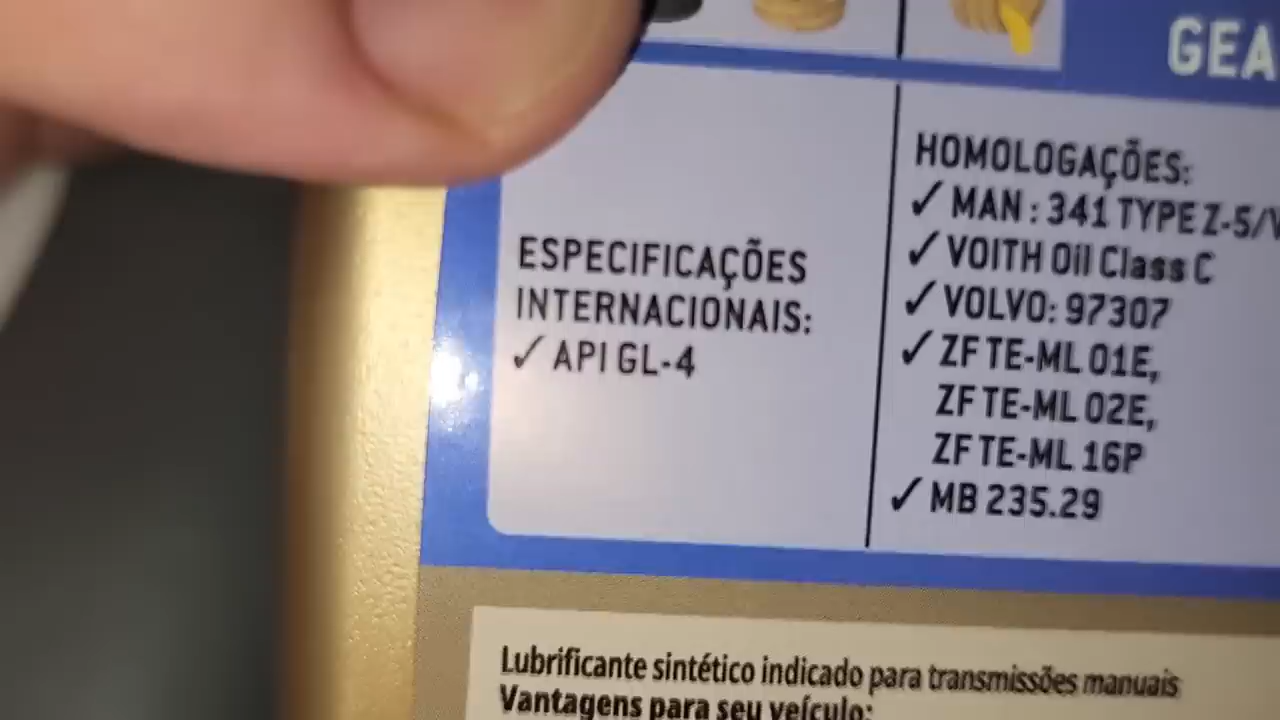 GEA
ESPECIFICAÇÕES
INTERNACIONAIS:
✓ API GL-4
HOMOLOGAÇÕES:
✓ MAN : 341 TYPE Z-5/
✓ VOITH Oil Class C
✓ VOLVO: 97307
✓ ZF TE-ML 01E,
ZF TE-ML 02E,
ZF TE-ML 16P
✓ MB 235.29
Lubrificante sintético indicado para transmissões manuais
Vantagens para seu veículo: